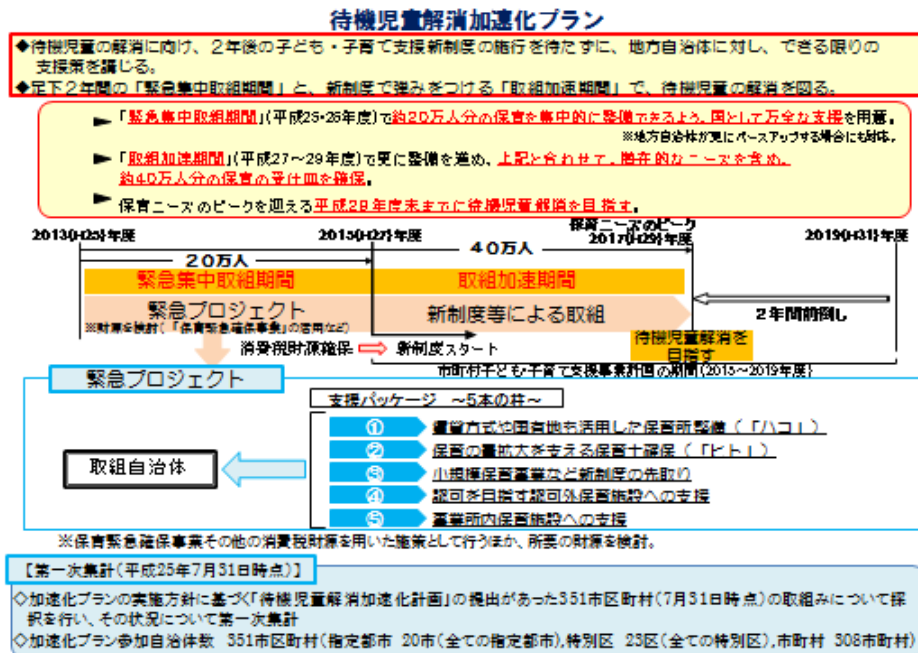 待機児童解消加速化プラン
◆待機児童の解消に向け、2年後の子ども・子育て支援新制度の施行を待たずに、地方自治体に対し、できる限りの
支援策を講じる。
◆足下2年間の「緊急集中取組期間」と、新制度で弾みをつける「取組加速期間」で、待機児童の解消を図る。
► 「緊急集中取組期間」(平成25・26年度)で約20万人分の保育を集中的に整備できるよう、国として万全な支援を用意。
※地方自治体が更にペースアップする場合にも対応。
► 「取組加速期間」(平成27～29年度)で更に整備を進め、上記と合わせて、潜在的なニーズを含め、
約40万人分の保育の受け皿を確保。
► 保育ニーズのピークを迎える平成29年度末までに待機児童解消を目指す。
保育ニーズのピーク
2013(H25)年度 2015(H27)年度 2017(H29)年度 2019(H31)年度
20万人 40万人
緊急集中取組期間 取組加速期間
緊急プロジェクト 新制度等による取組 2年間前倒し
※財源を検討(「保育緊急確保事業」の活用など)
消費税財源確保 新制度スタート
待機児童解消を
目指す
市町村子ども・子育て支援事業計画の期間(2015～2019年度)
緊急プロジェクト
支援パッケージ ～5本の柱～
① 賃貸方式や国有地も活用した保育所整備(「ハコ」)
② 保育の量拡大を支える保育士確保(「ヒト」)
取組自治体
③ 小規模保育事業など新制度の先取り
④ 認可を目指す認可外保育施設への支援
⑤ 事業所内保育施設への支援
※保育緊急確保事業その他の消費税財源を用いた施策として行うほか、所要の財源を検討。
【第一次集計(平成25年7月31日時点)】
◇加速化プランの実施方針に基づく「待機児童解消加速化計画」の提出があった351市区町村(7月31日時点)の取組みについて採
択を行い、その状況について第一次集計
◇加速化プラン参加自治体数 351市区町村(指定都市 20市(全ての指定都市),特別区 23区(全ての特別区),市町村 308市町村)